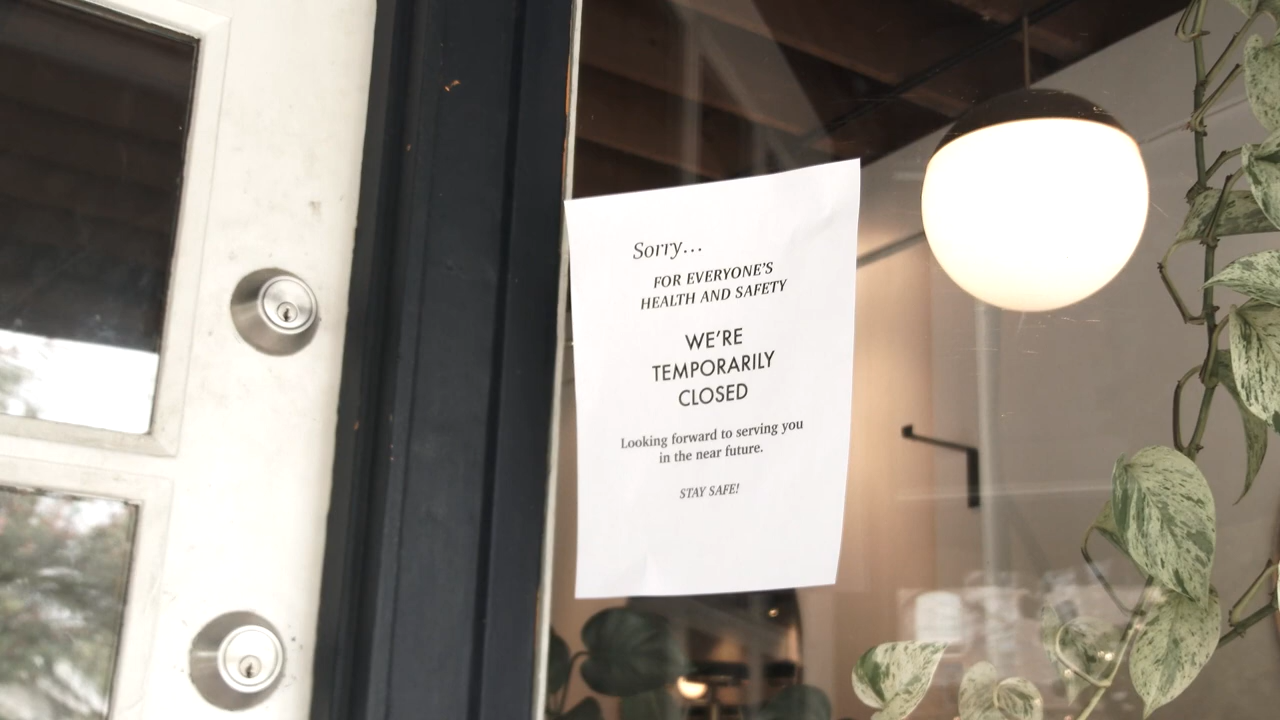 Sorry...
FOR EVERYONE'S
HEALTH AND SAFETY
WE'RE
TEMPORARILY
CLOSED
Looking forward to serving you
in the near future.
STAY SAFE!